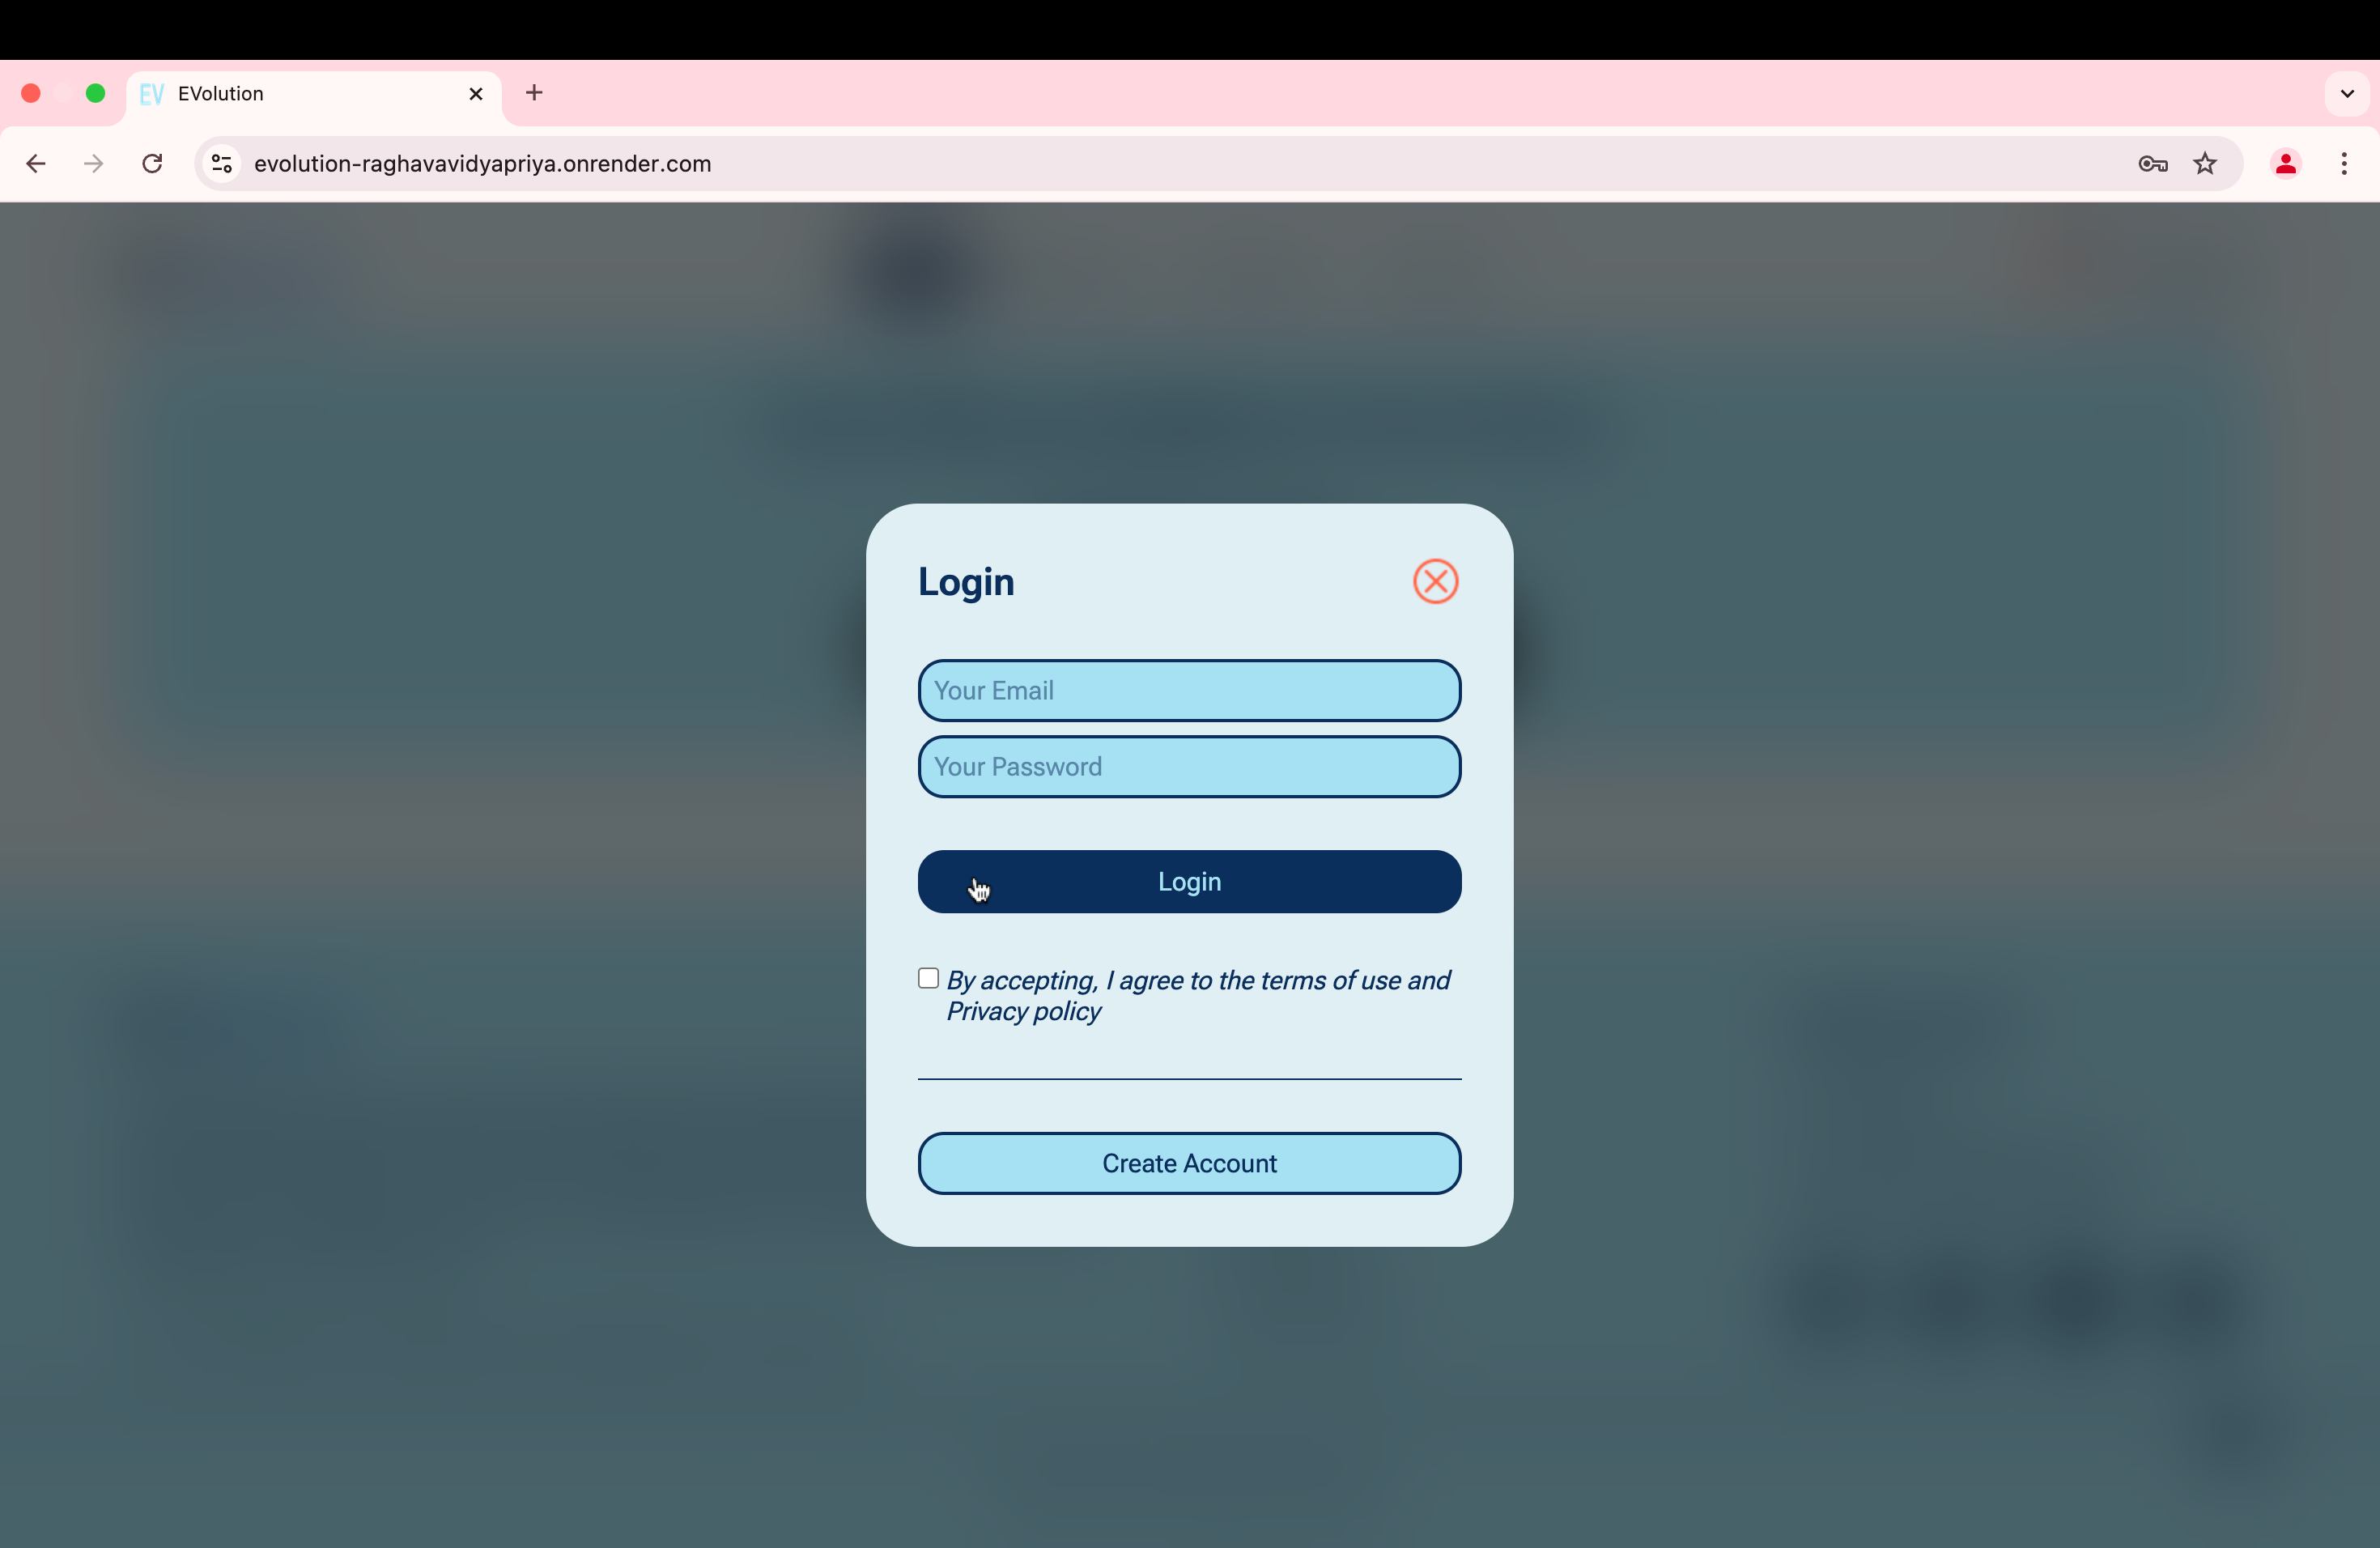 EV EVolution
evolution-raghavavidyapriya.onrender.com
Login
Your Email
Your Password
Login
By accepting, I agree to the terms of use and
Privacy policy
Create Account